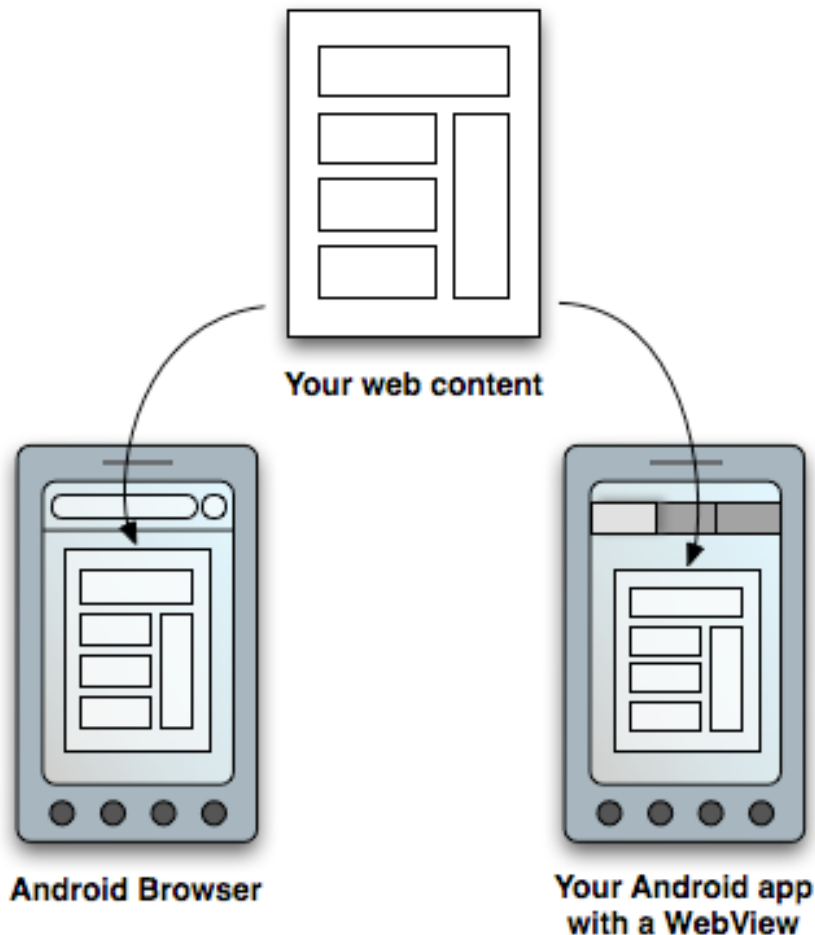 Your web content
Android Browser
Your Android app
with a WebView